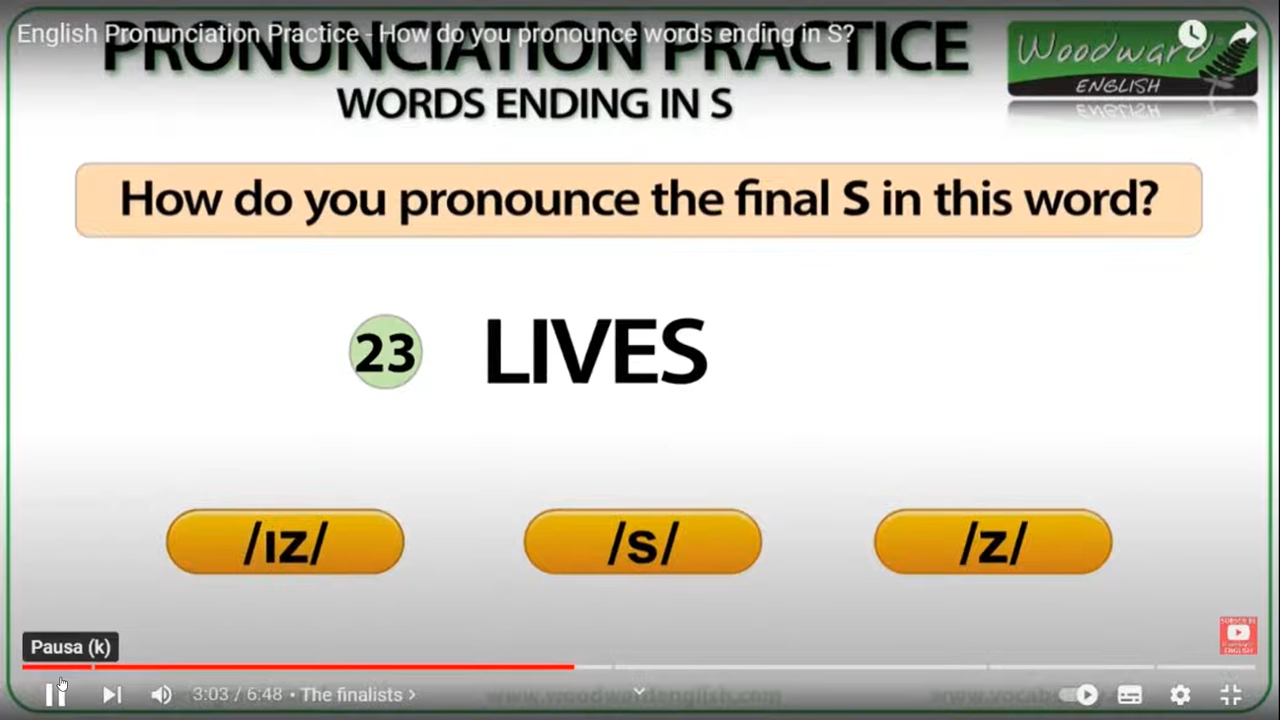 English Pronunciation Practice - How do you pronounce words ending in S?
PRONUNCIATION PRACTICE
WORDS ENDING IN S
Woodward
ENGLISH
How do you pronounce the final S in this word?
23 LIVES
/ɪz/ /s/ /z/
SUBSCRIBE
ENGLISH
Pausa (k)
3:03 / 6:48 • The finalists
www.woodwardenglish.com